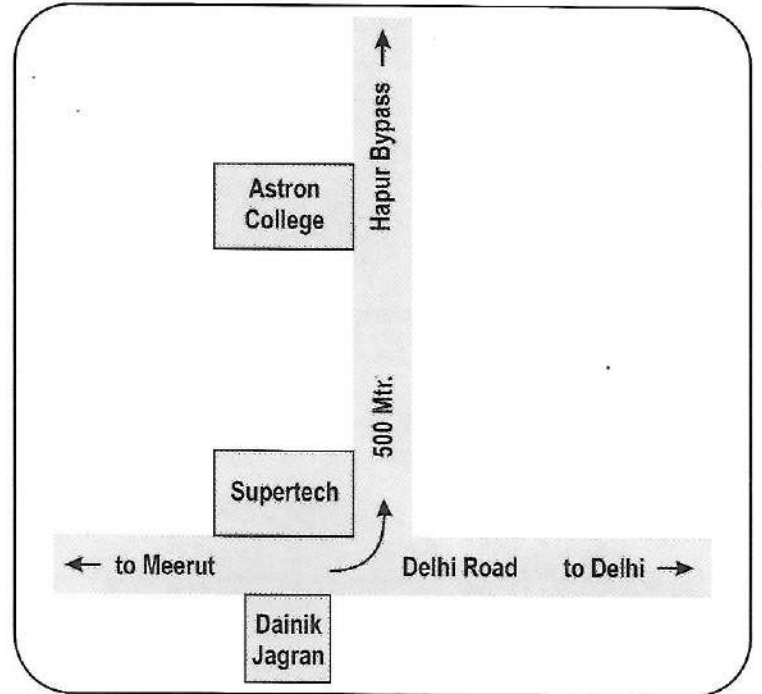 Hapur Bypass
Astron
College
500 Mtr.
Supertech
to Meerut
Delhi Road
to Delhi
Dainik
Jagran